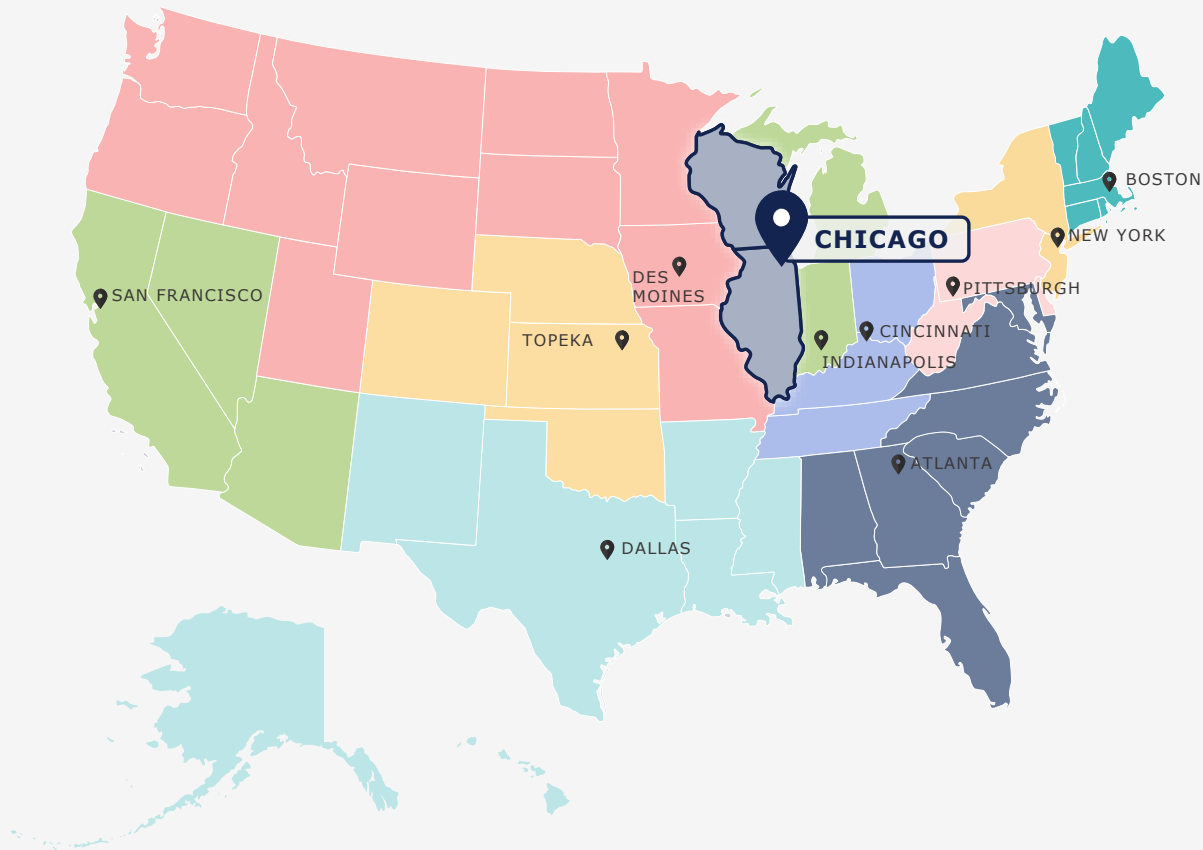 BOSTON
NEW YORK
CHICAGO
DES
MOINES
PITTSBURGH
SAN FRANCISCO
CINCINNATI
TOPEKA
INDIANAPOLIS
ATLANTA
DALLAS